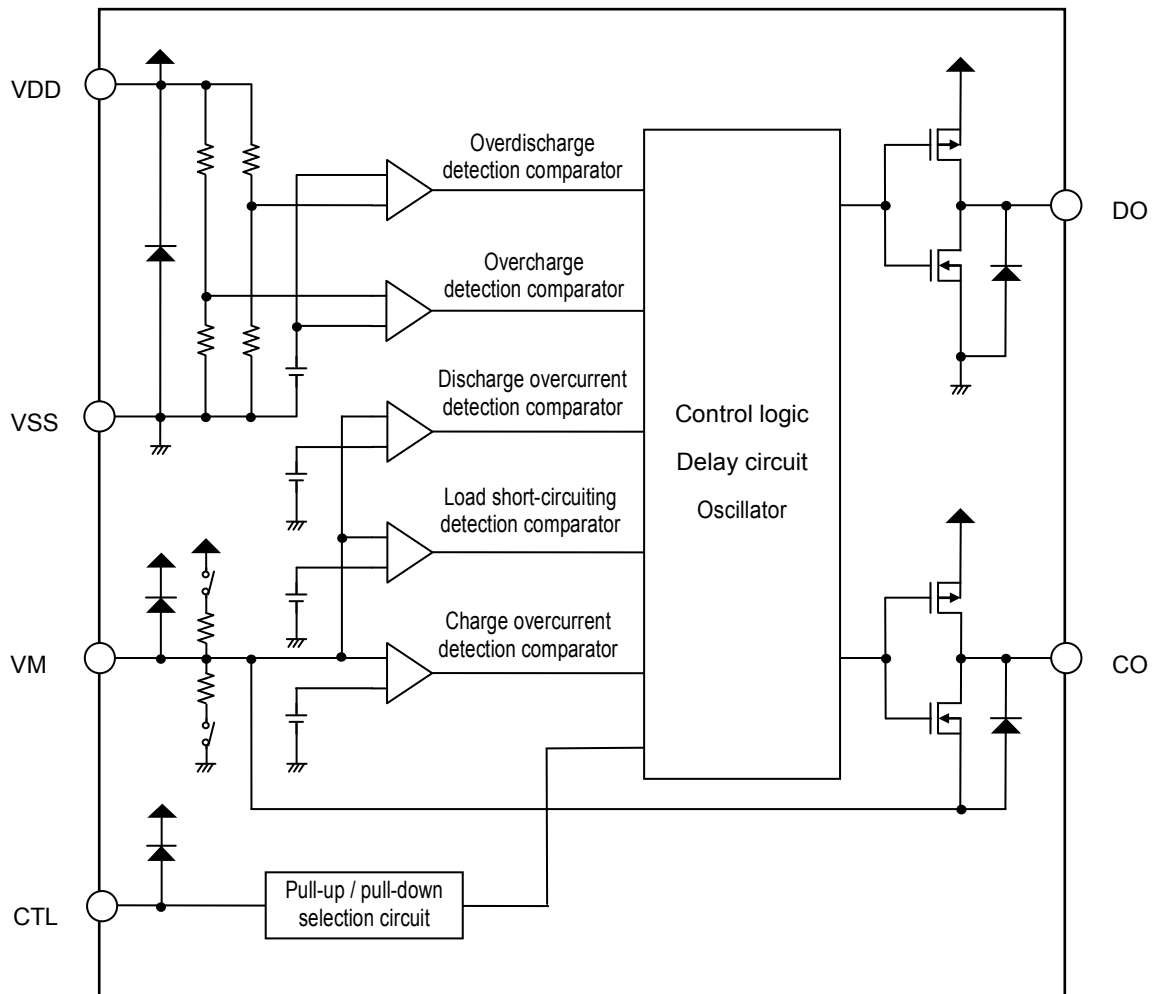 VDD
Overdischarge
detection comparator
DO
Overcharge
detection comparator
Discharge overcurrent
detection comparator
VSS
Control logic
Delay circuit
Oscillator
Load short-circuiting
detection comparator
Charge overcurrent
detection comparator
VM
CO
Pull-up / pull-down
selection circuit
CTL